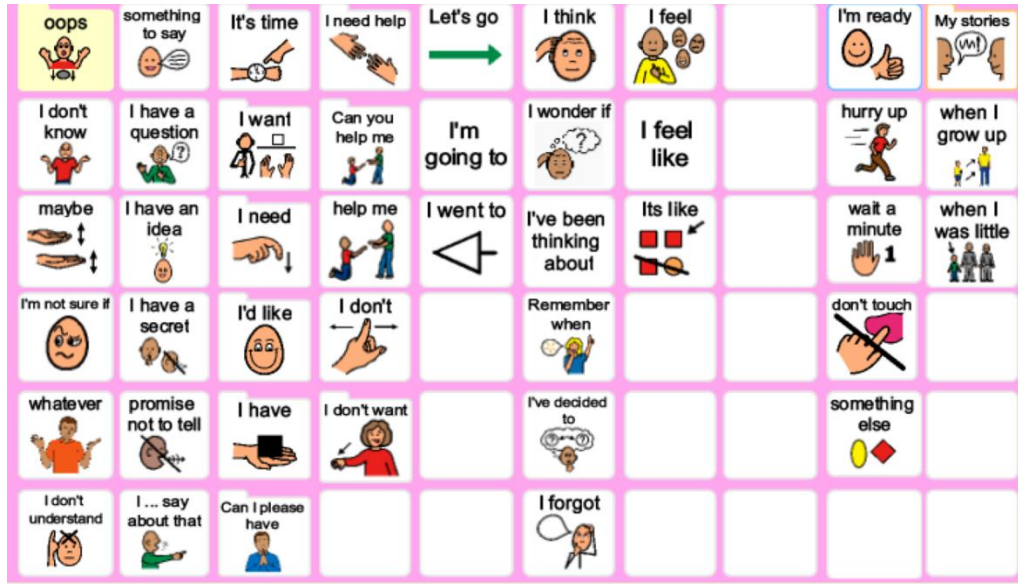 oops
something
to say
It's time
I need help
Let's go
I think
I feel
I'm ready
My stories
m!
I don't
know
I have a
question
?
I want
Can you
help me
I'm
going to
I wonder if
?
I feel
like
hurry up
when I
grow up
maybe
I have an
idea
I need
help me
I went to
I've been
thinking
about
Its like
wait a
minute
1
when I
was little
I'm not sure if
I have a
secret
I'd like
I don't
Remember
when
don't touch
whatever
promise
not to tell
I have
I don't want
I've decided
to
? ?
something
else
I don't
understand
I ... say
about that
Can I please
have
I forgot